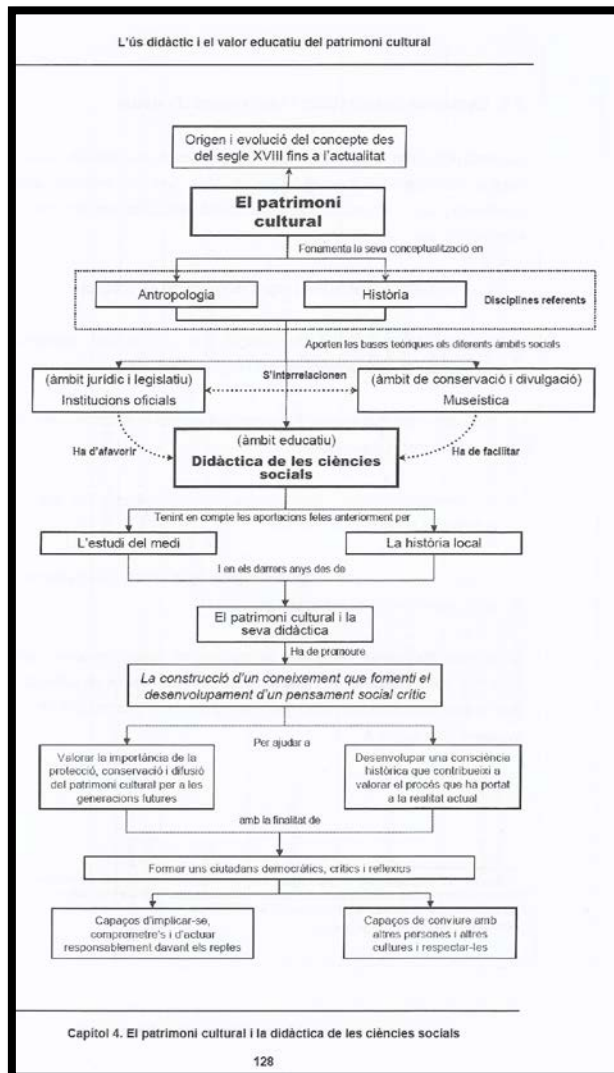 L'ús didàctic i el valor educatiu del patrimoni cultural
Origen i evolució del concepte des
del segle XVIII fins a l'actualitat
El patrimoni
cultural
Fonamenta la seva conceptualització en
Antropologia
Història
Disciplines referents
Aporten les bases teòriques als diferents àmbits socials
(àmbit jurídic i legislatiu)
Institucions oficials
S'interrelacionen
(àmbit de conservació i divulgació)
Museística
Ha d'afavorir
(àmbit educatiu)
Didàctica de les ciències
socials
Ha de facilitar
Tenint en compte les aportacions fetes anteriorment per
L'estudi del medi
La història local
I en els darrers anys des de
El patrimoni cultural i la
seva didàctica
Ha de promoure
La construcció d'un coneixement que fomenti el
desenvolupament d'un pensament social crític
Per ajudar a
Valorar la importància de la
protecció, conservació i difusió
del patrimoni cultural per a les
generacions futures
Desenvolupar una consciència
històrica que contribueixi a
valorar el procés que ha portat
a la realitat actual
amb la finalitat de
Formar uns ciutadans democràtics, crítics i reflexius
Capaços d'implicar-se,
comprometre's i d'actuar
responsablement davant els reptes
Capaços de conviure amb
altres persones i altres
cultures i respectar-les
Capítol 4. El patrimoni cultural i la didàctica de les ciències socials
128